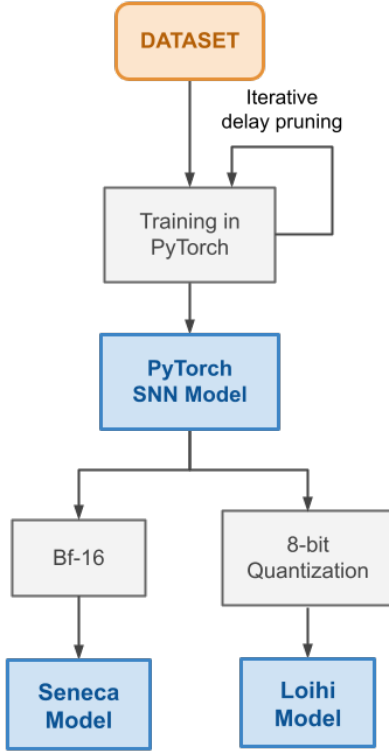 DATASET
Iterative
delay pruning
Training in
PyTorch
PyTorch
SNN Model
Bf-16
8-bit
Quantization
Seneca
Model
Loihi
Model